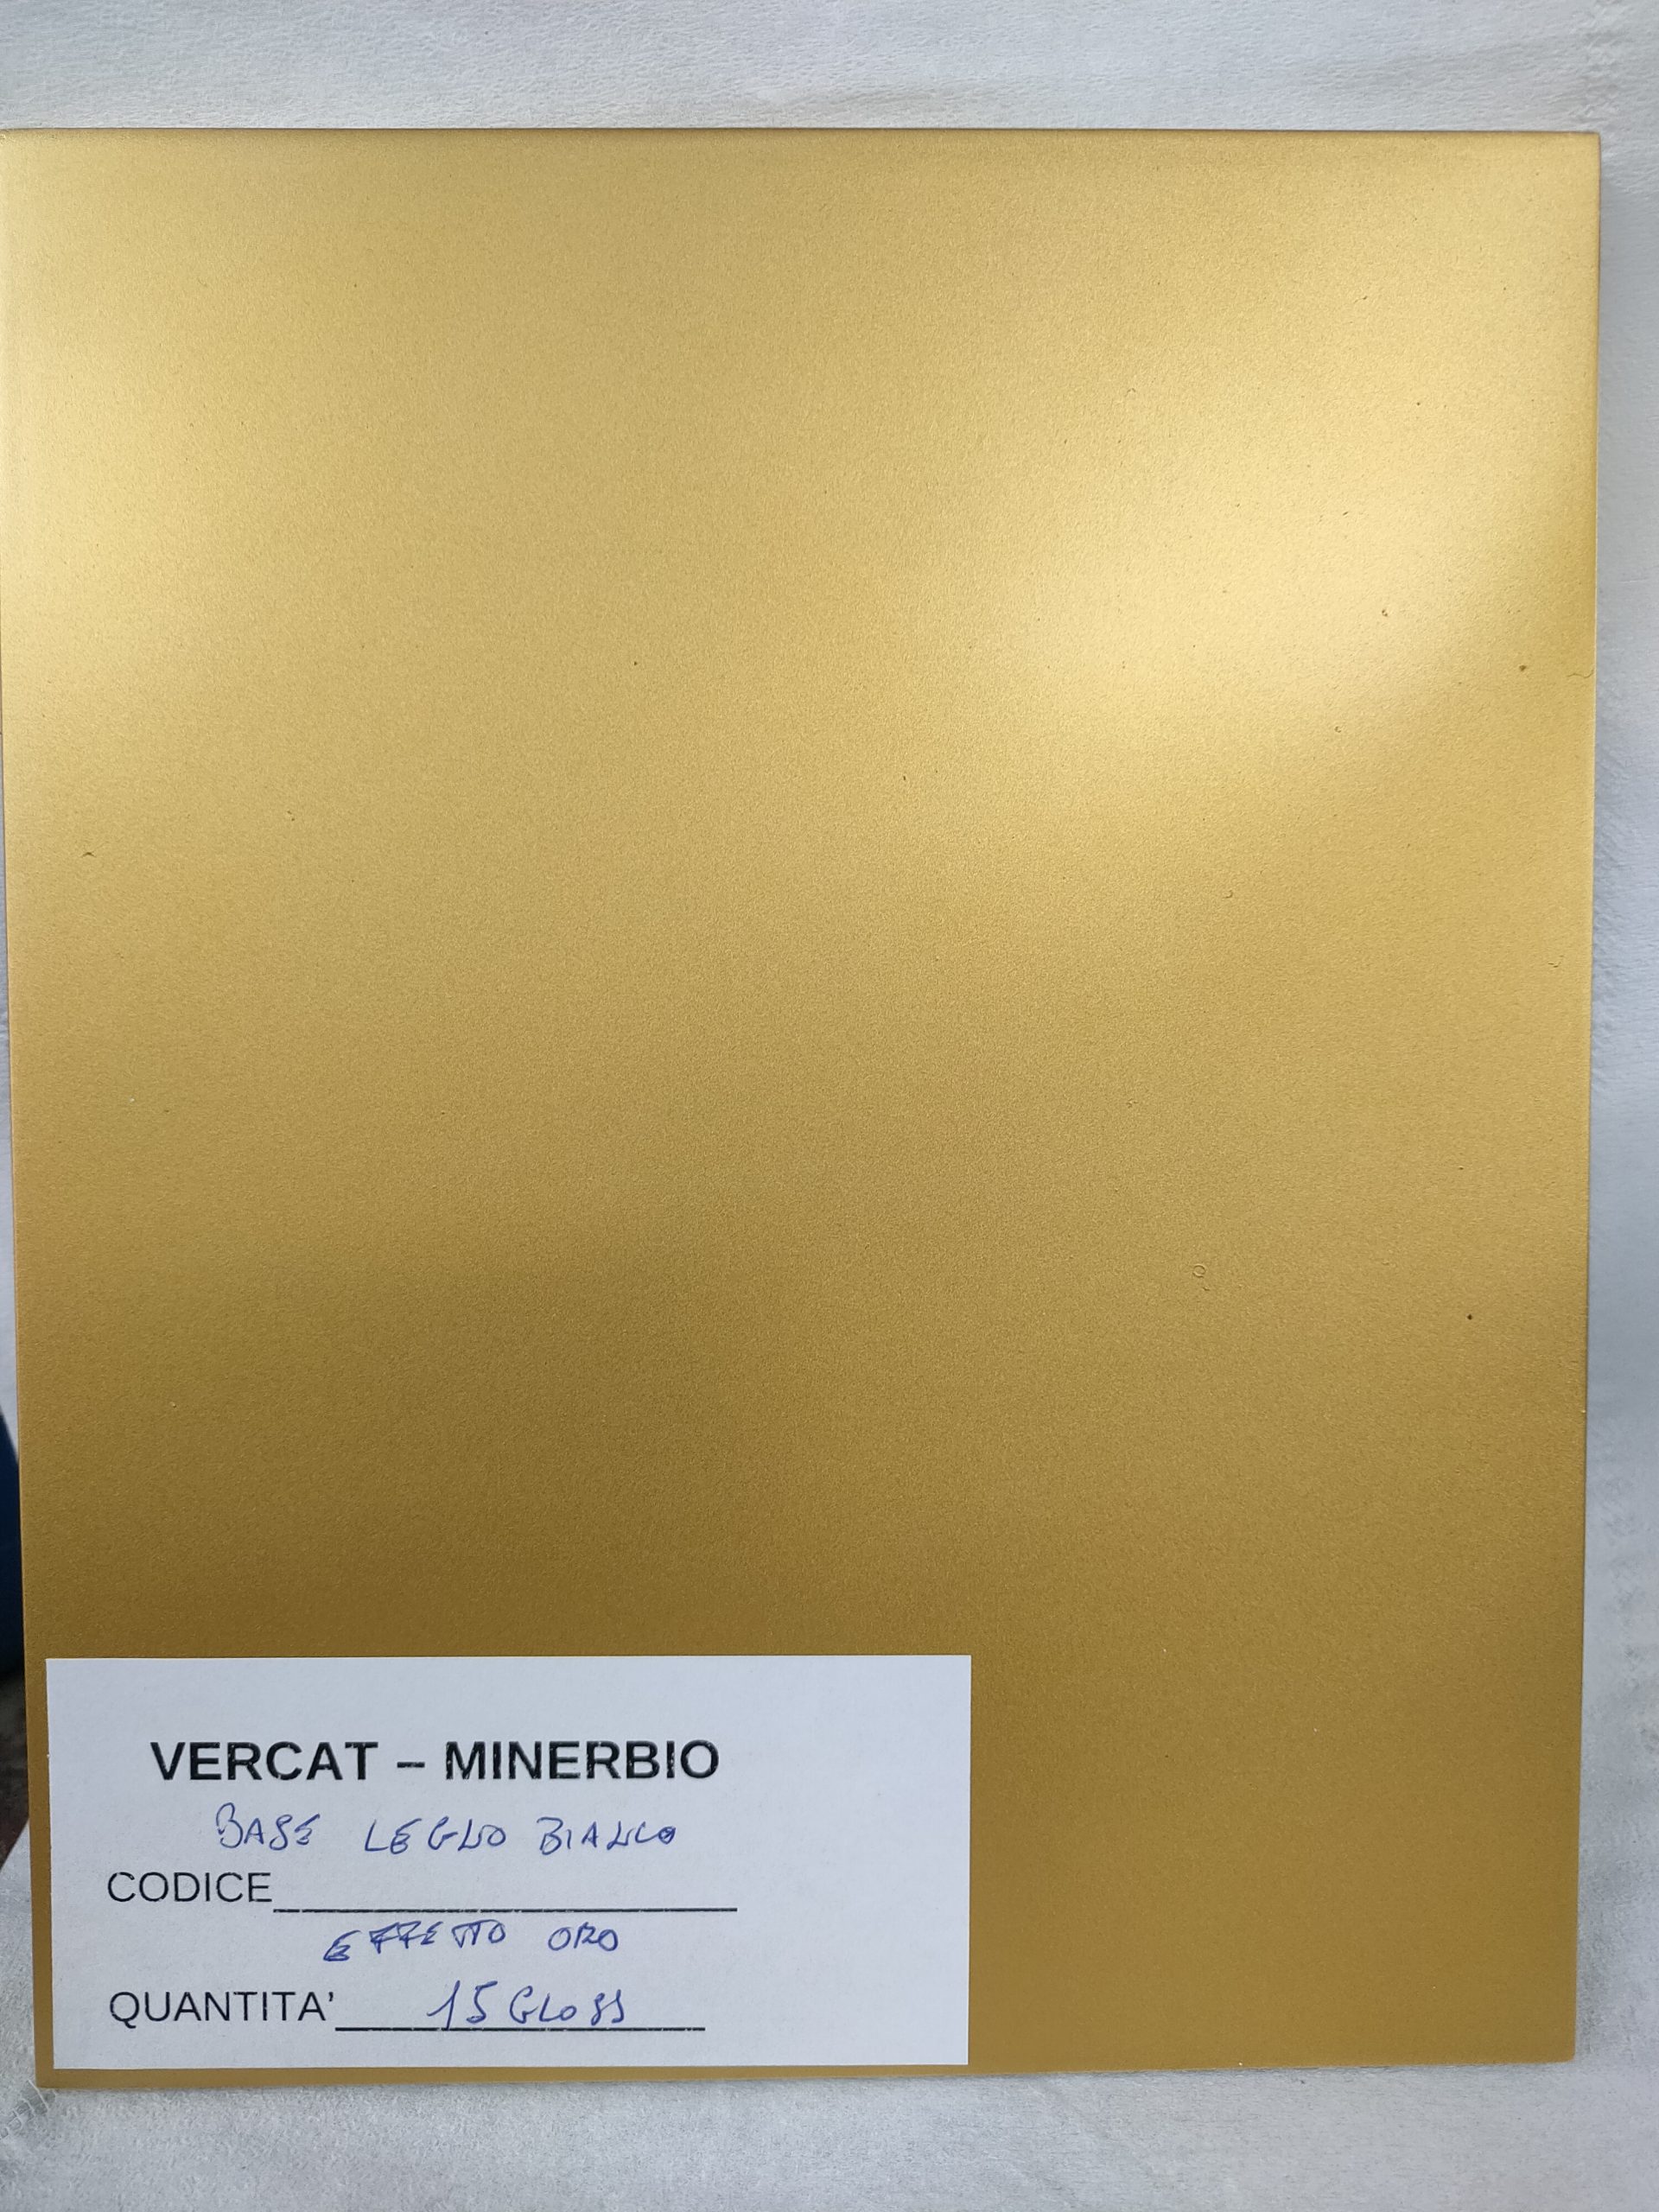 VERCAT – MINERBIO
BASE LEGNO BIANCO
CODICE
EFFETTO ORO
QUANTITA' 15 GLOSS